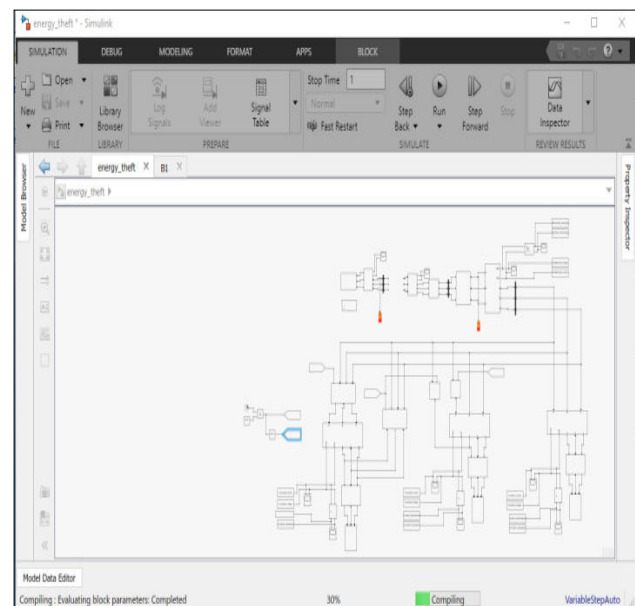 energy_theft * - Simulink
SIMULATION DEBUG MODELING FORMAT APPS BLOCK
New
Open
Save
Print
FILE
Library Browser
LIBRARY
Log Signals
Add Viewer
Signal Table
PREPARE
Stop Time 1
Normal
Fast Restart
Step Back
Run
Step Forward
Stop
SIMULATE
Data Inspector
REVIEW RESULTS
Model Browser
energy_theft × B1 ×
energy_theft
Property Inspector
Model Data Editor
Compiling : Evaluating block parameters: Completed 30% Compiling VariableStepAuto